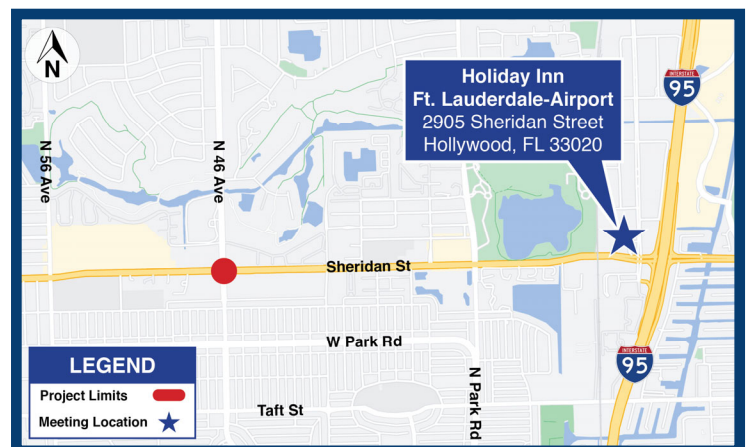 N
N 56 Ave
N 46 Ave
Holiday Inn
Ft. Lauderdale-Airport
2905 Sheridan Street
Hollywood, FL 33020
INTERSTATE
95
Sheridan St
W Park Rd
N Park Rd
INTERSTATE
95
Taft St
LEGEND
Project Limits
Meeting Location